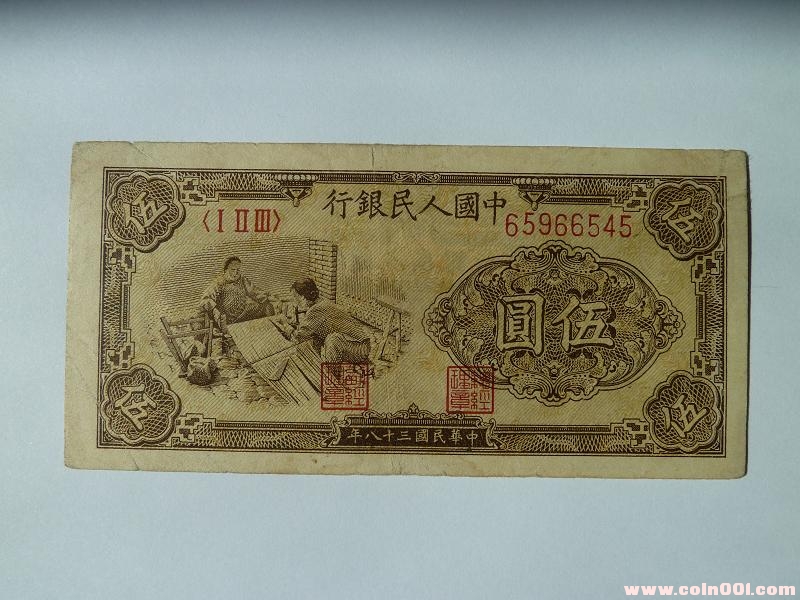 伍
伍
〈I II III〉
中國人民銀行
65966545
伍圓
伍
伍
中華民國三十八年
www.coin001.com